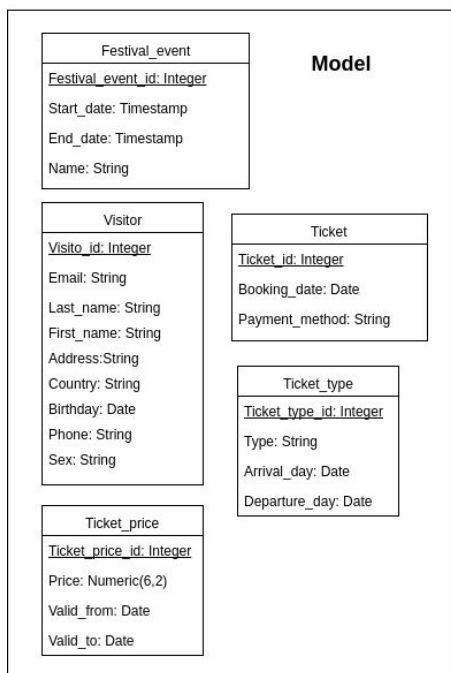 Festival_event
Festival_event_id: Integer
Start_date: Timestamp
End_date: Timestamp
Name: String
Model
Visitor
Visito_id: Integer
Email: String
Last_name: String
First_name: String
Address:String
Country: String
Birthday: Date
Phone: String
Sex: String
Ticket
Ticket_id: Integer
Booking_date: Date
Payment_method: String
Ticket_type
Ticket_type_id: Integer
Type: String
Arrival_day: Date
Departure_day: Date
Ticket_price
Ticket_price_id: Integer
Price: Numeric(6,2)
Valid_from: Date
Valid_to: Date